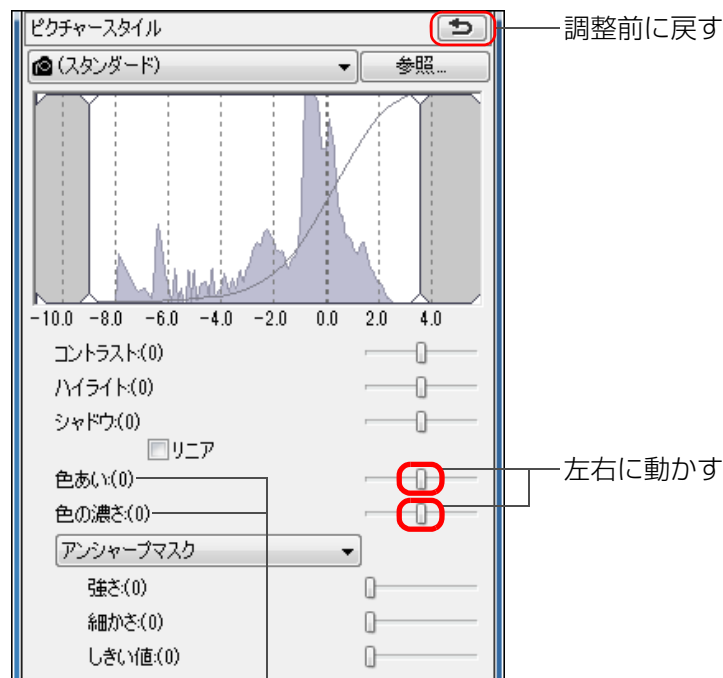 ピクチャースタイル
調整前に戻す
(スタンダード)
参照...
-10.0 -8.0 -6.0 -4.0 -2.0 0.0 2.0 4.0
コントラスト:(0)
ハイライト:(0)
シャドウ:(0)
リニア
色あい:(0)
左右に動かす
色の濃さ:(0)
アンシャープマスク
強さ:(0)
細かさ:(0)
しきい値:(0)